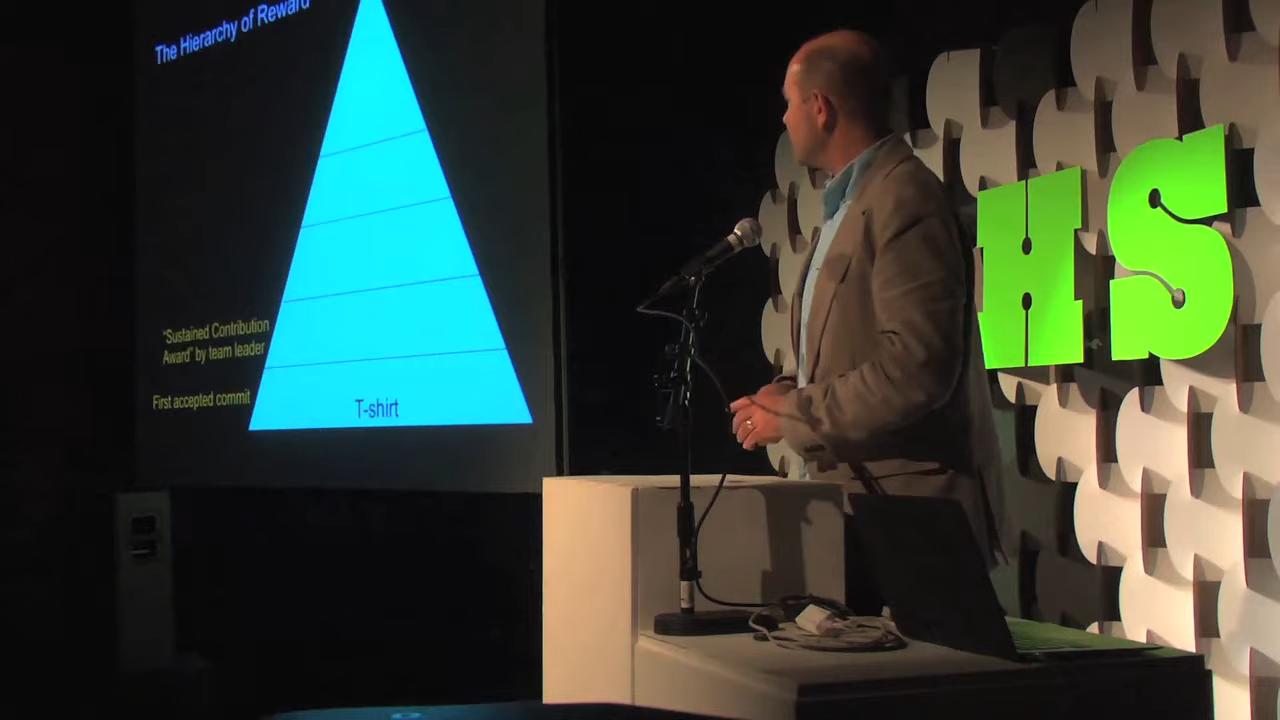 The Hierarchy of Reward
"Sustained Contribution
Award" by team leader
First accepted commit
T-shirt
HS